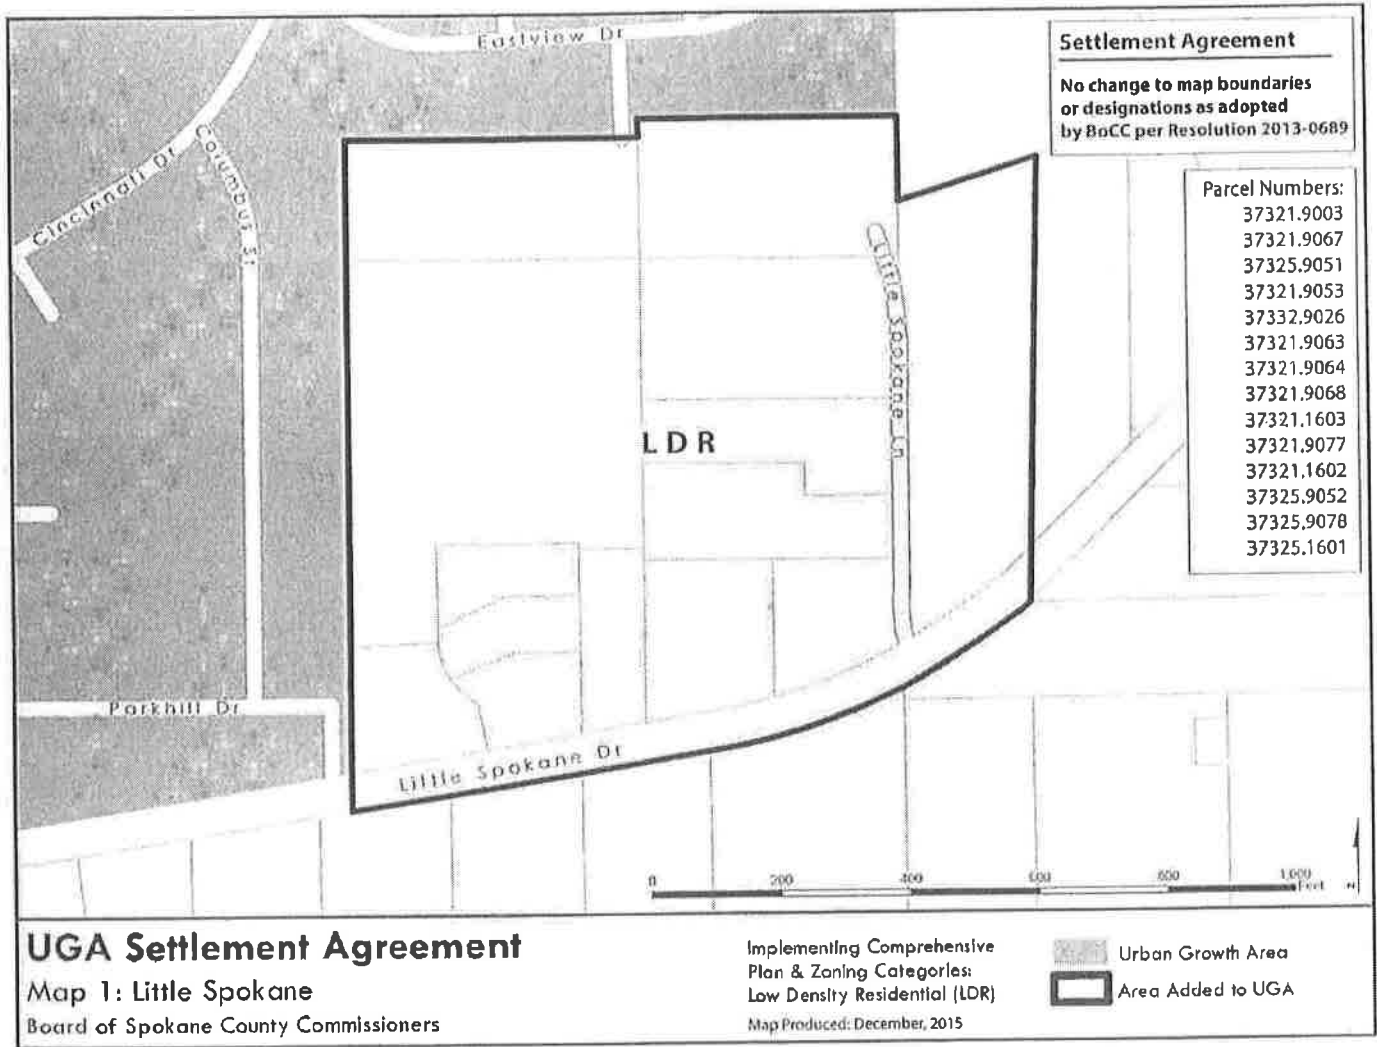 Eastview Dr
Cincinnati Dr
Columbus St
Settlement Agreement
No change to map boundaries
or designations as adopted
by BoCC per Resolution 2013-0689
Parcel Numbers:
37321.9003
37321.9067
37325.9051
37321.9053
37332.9026
37321.9063
37321.9064
37321.9068
37321.1603
37321.9077
37321.1602
37325.9052
37325.9078
37325.1601
Little Spokane Ln
LDR
Parkhill Dr
Little Spokane Dr
0 200 400 600 800 1,000
Feet
N
UGA Settlement Agreement
Map 1: Little Spokane
Board of Spokane County Commissioners
Implementing Comprehensive
Plan & Zoning Categories:
Low Density Residential (LDR)
Map Produced: December, 2015
Urban Growth Area
Area Added to UGA